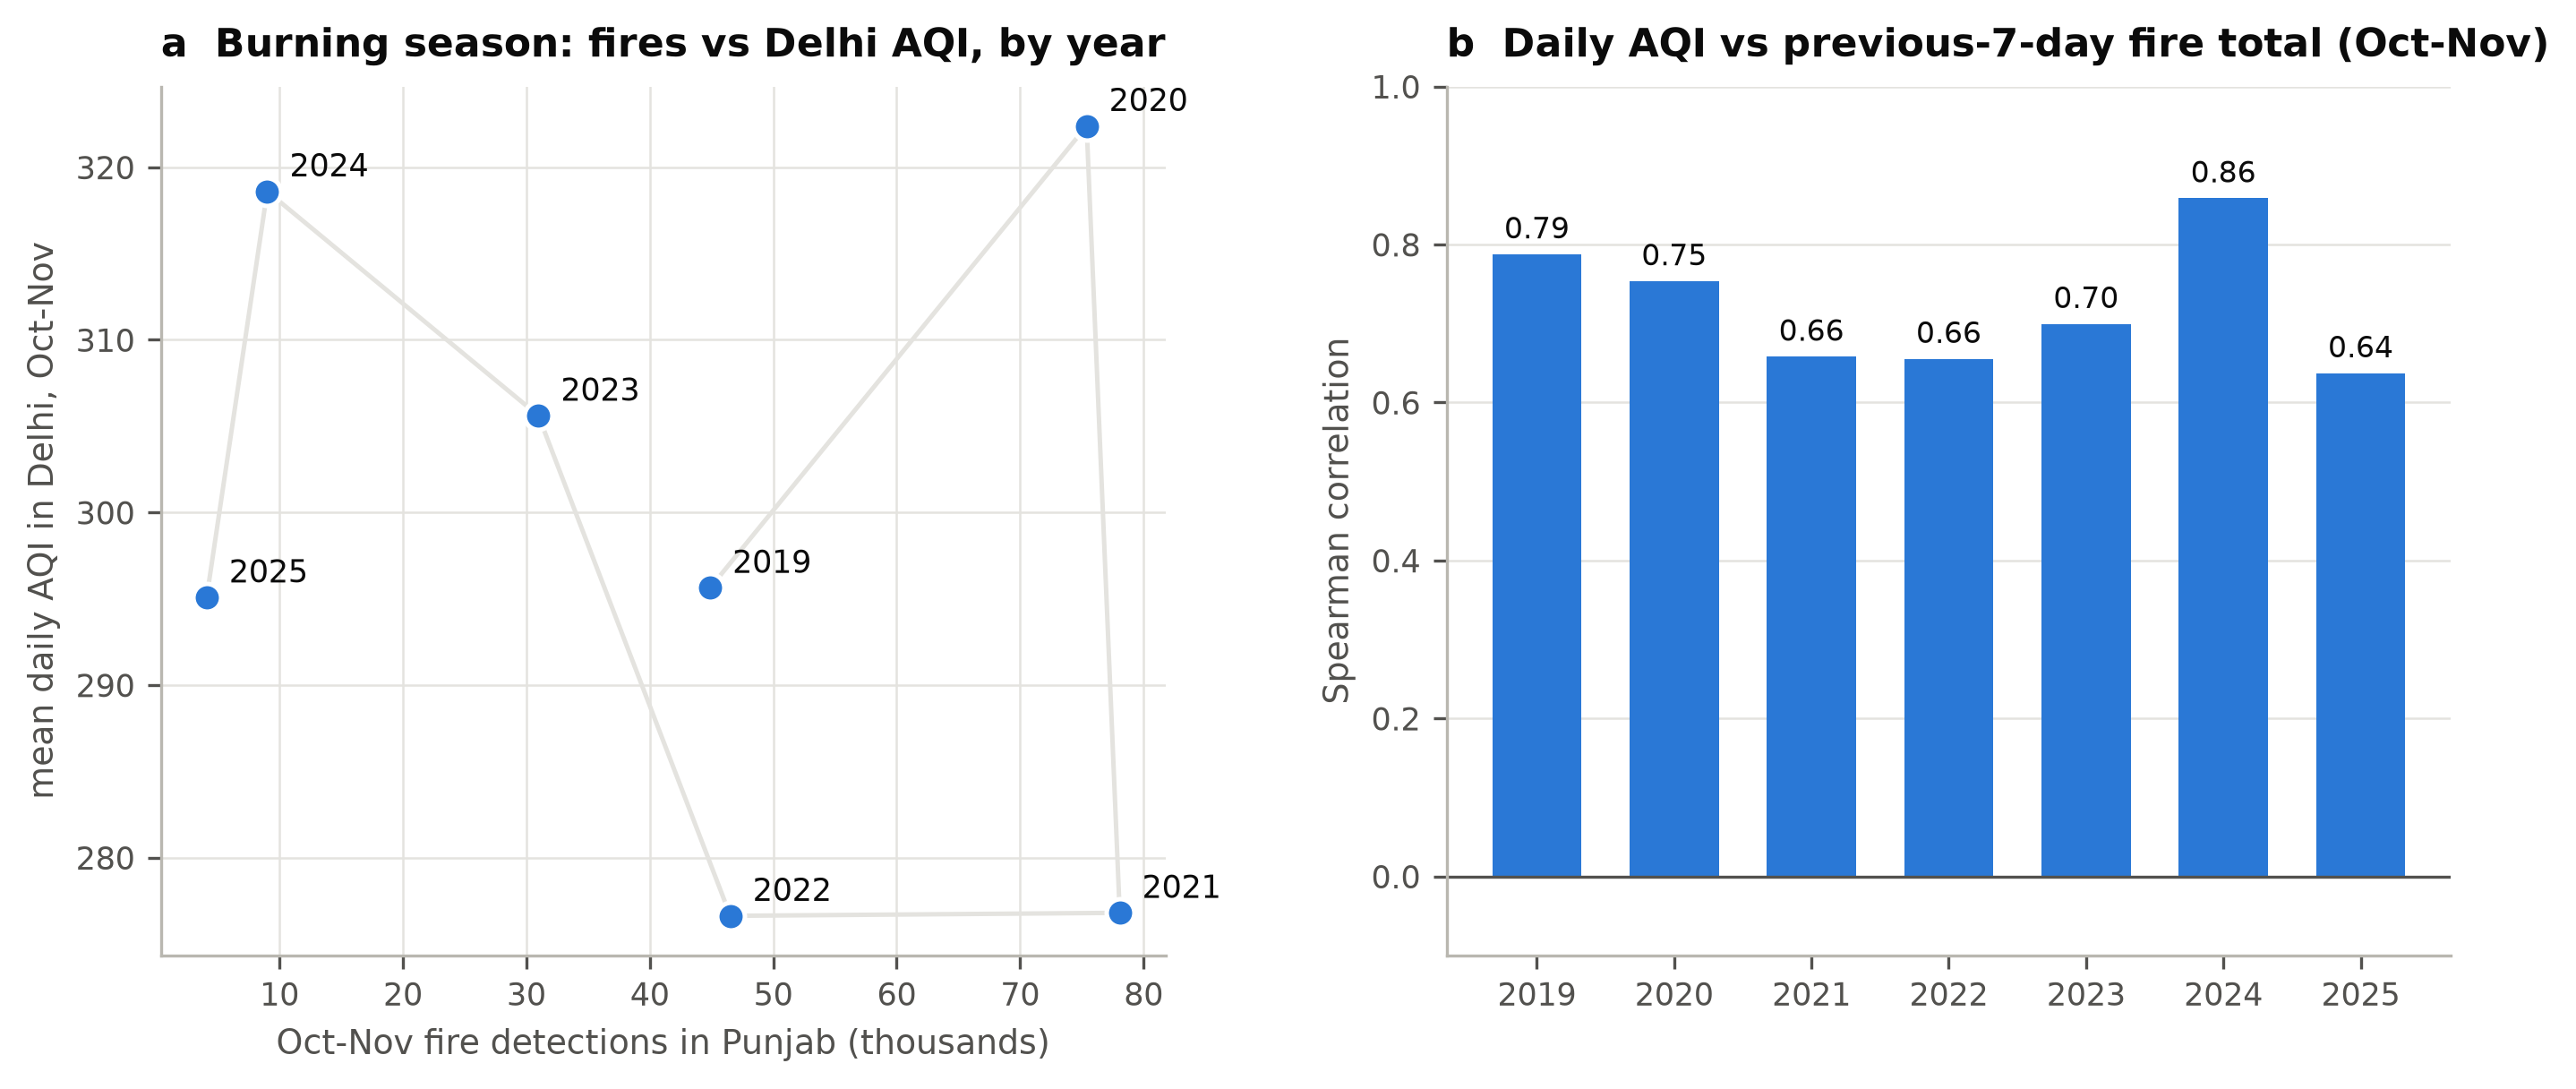 a Burning season: fires vs Delhi AQI, by year
mean daily AQI in Delhi, Oct-Nov
320
310
300
290
280
2020
2024
2023
2019
2025
2022
2021
10 20 30 40 50 60 70 80
Oct-Nov fire detections in Punjab (thousands)
b Daily AQI vs previous-7-day fire total (Oct-Nov)
Spearman correlation
1.0
0.8
0.6
0.4
0.2
0.0
0.79 0.75 0.66 0.66 0.70 0.86 0.64
2019 2020 2021 2022 2023 2024 2025